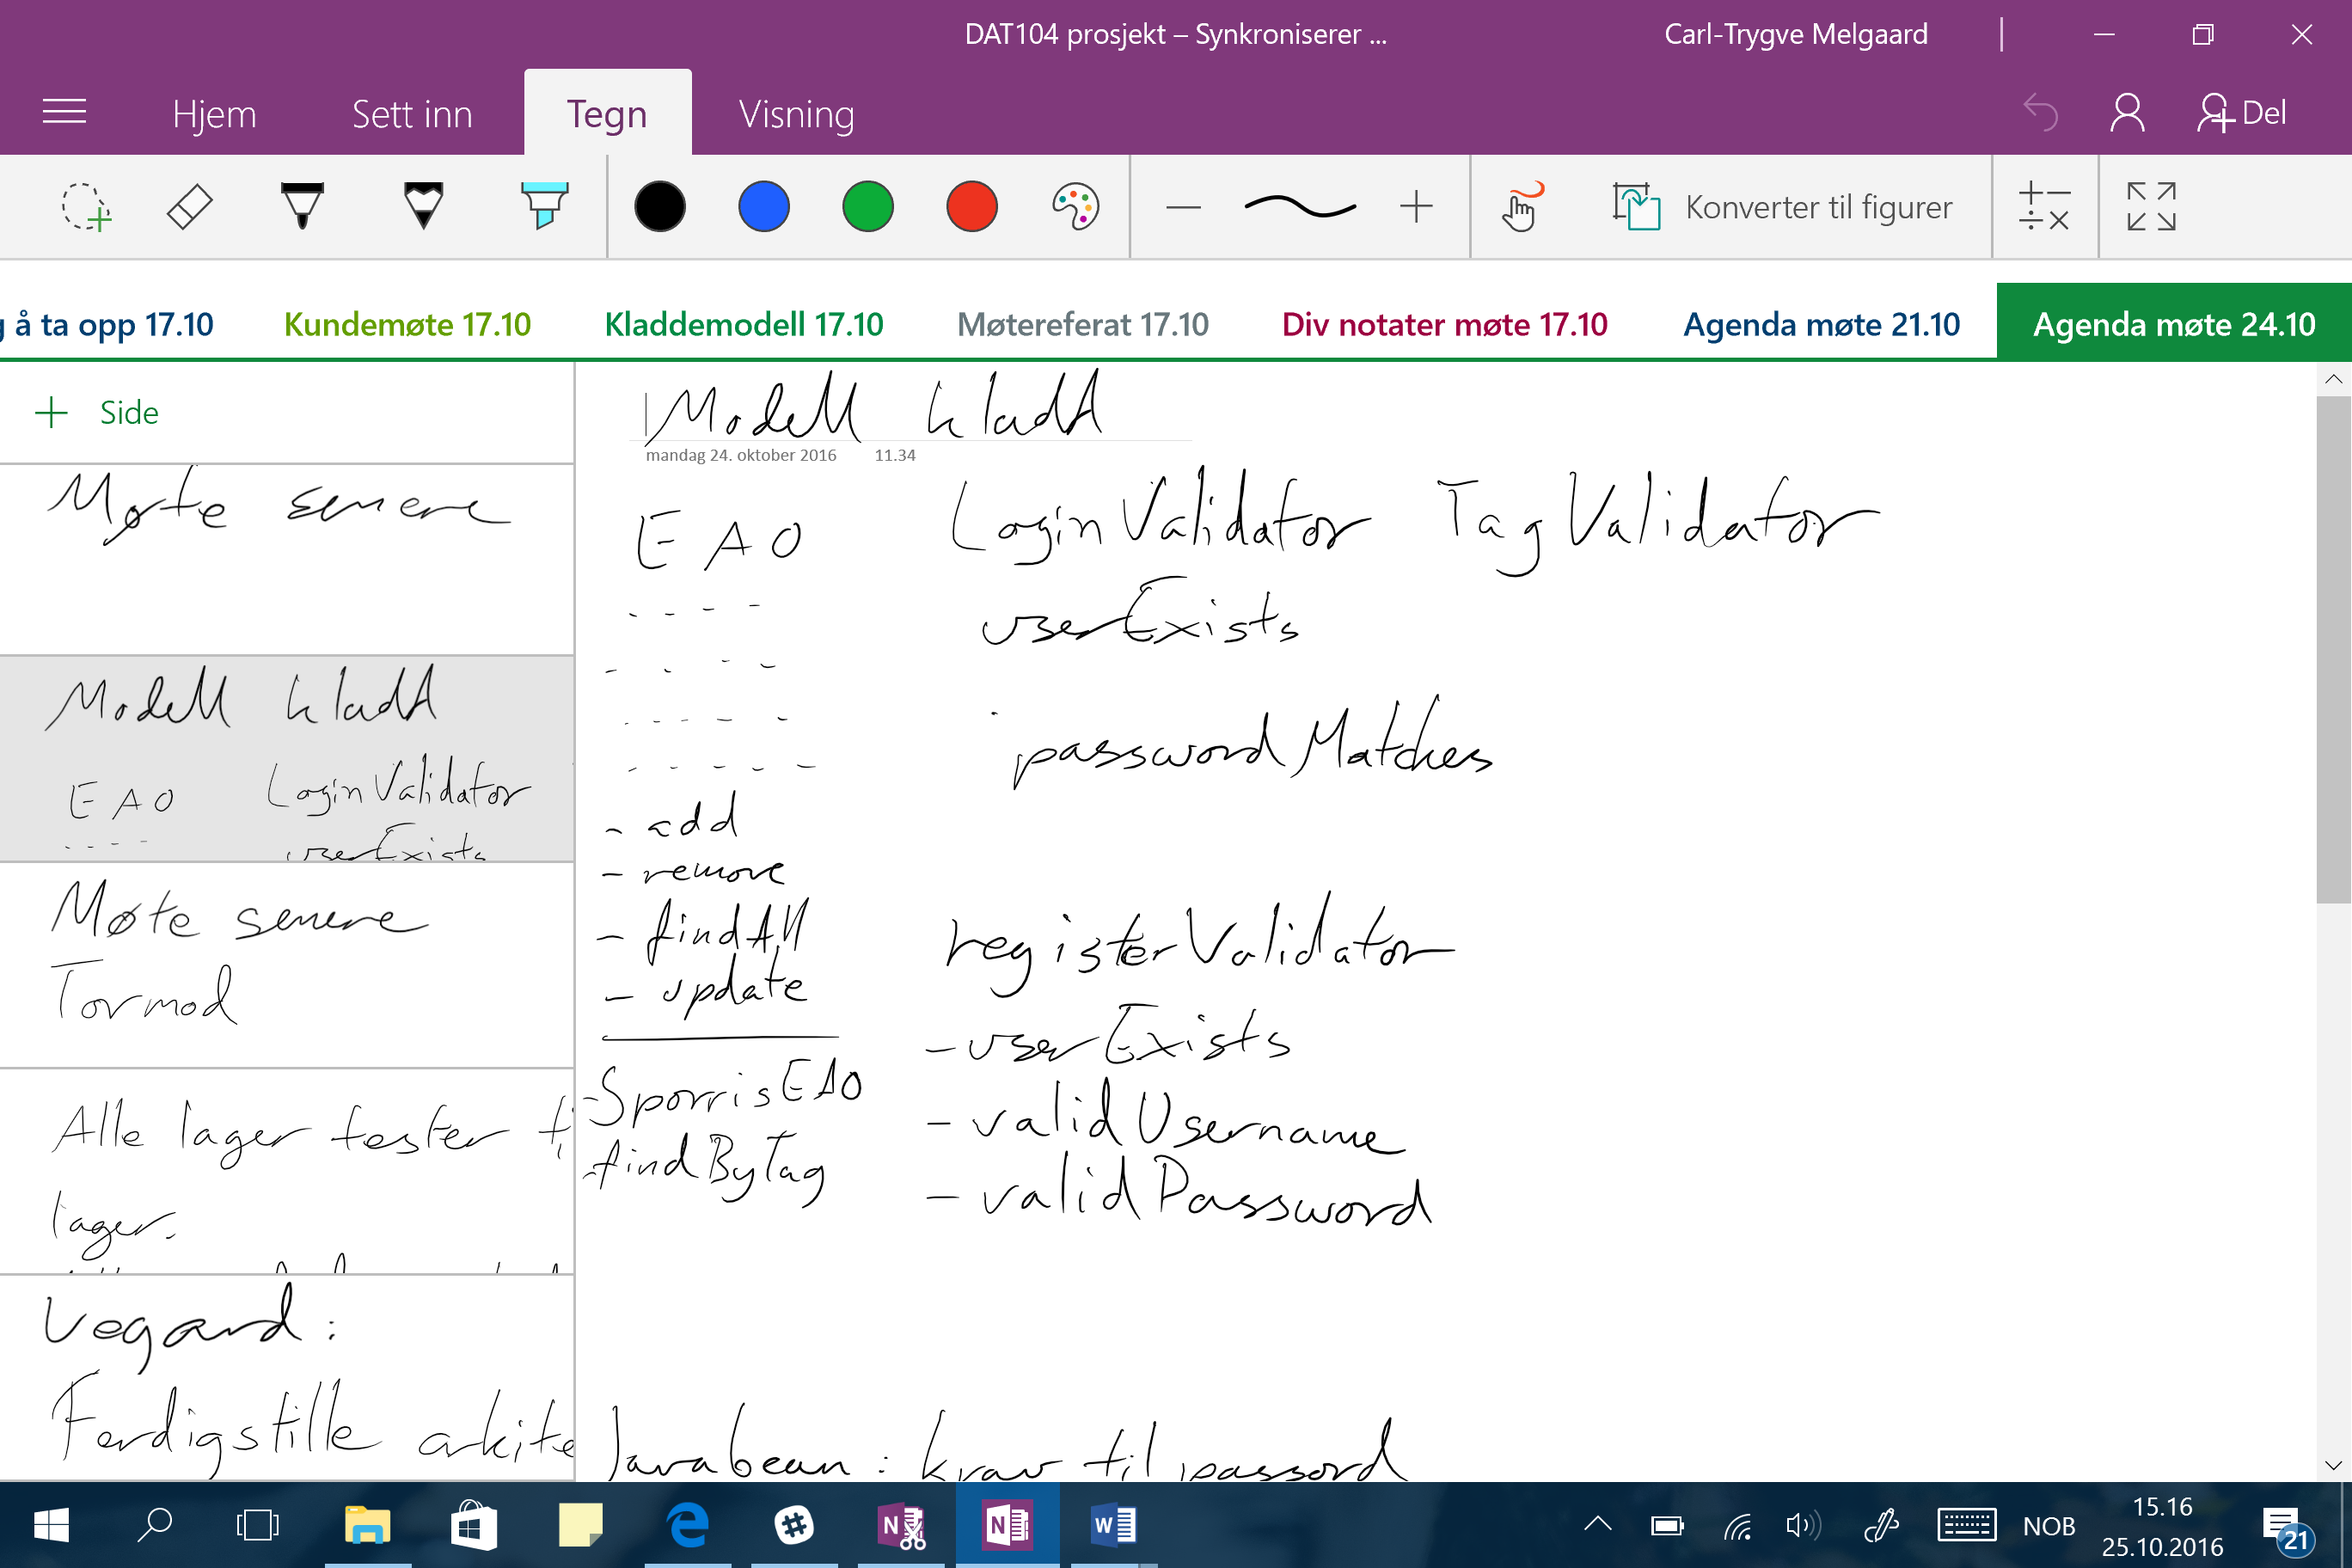 DAT104 prosjekt – Synkroniserer ...
Carl-Trygve Melgaard
Hjem
Sett inn
Tegn
Visning
Del
Konverter til figurer
å ta opp 17.10
Kundemøte 17.10
Kladdemodell 17.10
Møtereferat 17.10
Div notater møte 17.10
Agenda møte 21.10
Agenda møte 24.10
Side
Møte senere
Modell kladd
EAO LoginValidator
userExists
Møte senere
Tormod
Alle lager tester
lager.
Vegard:
Ferdigstille arkite
Modell kladd
mandag 24. oktober 2016 11.34
EAO LoginValidator TagValidator
userExists
passwordMatches
- add
- remove
- findAll
- update
registerValidator
- userExists
- validUsername
- validPassword
- SporrisEAO
- findByTag
Javabean: krav til passord
NOB
15.16
25.10.2016
21